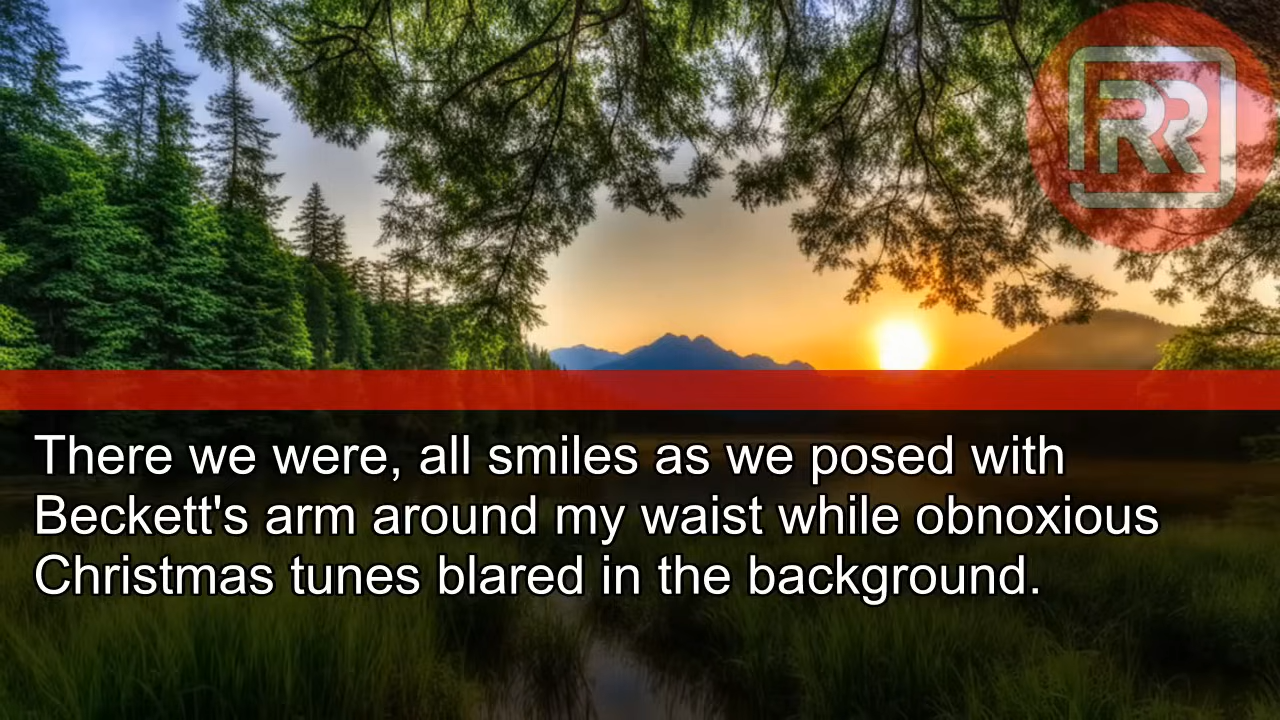 RR
There we were, all smiles as we posed with
Beckett's arm around my waist while obnoxious
Christmas tunes blared in the background.